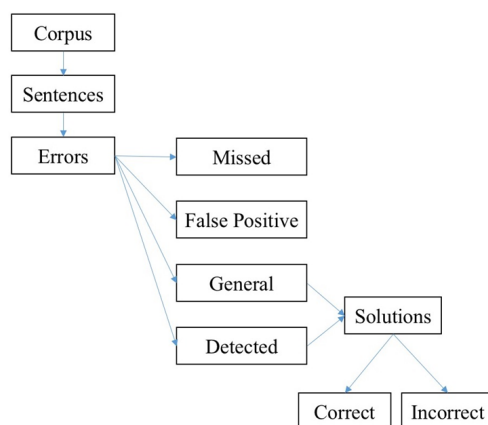 Corpus
Sentences
Errors
Missed
False Positive
General
Detected
Solutions
Correct
Incorrect